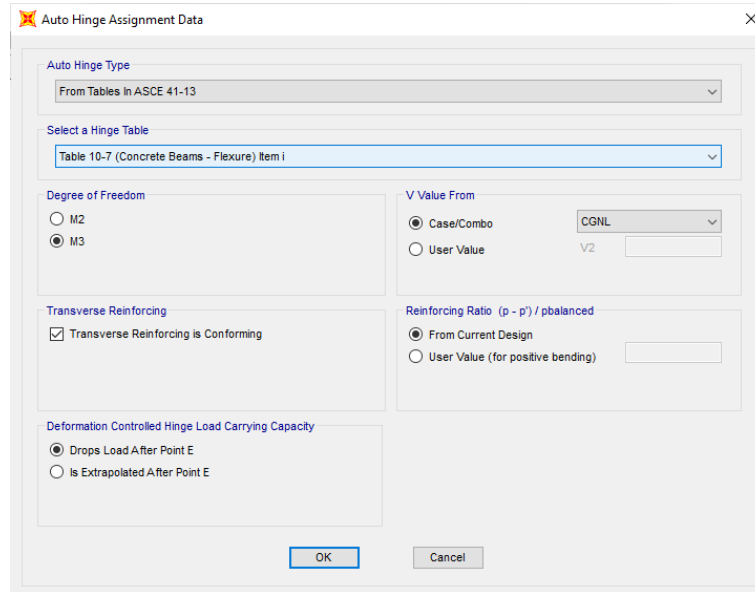 Auto Hinge Assignment Data
Auto Hinge Type
From Tables In ASCE 41-13
Select a Hinge Table
Table 10-7 (Concrete Beams - Flexure) Item i
Degree of Freedom
M2
M3
V Value From
Case/Combo CGNL
User Value V2
Transverse Reinforcing
Transverse Reinforcing is Conforming
Reinforcing Ratio (p - p') / pbalanced
From Current Design
User Value (for positive bending)
Deformation Controlled Hinge Load Carrying Capacity
Drops Load After Point E
Is Extrapolated After Point E
OK Cancel